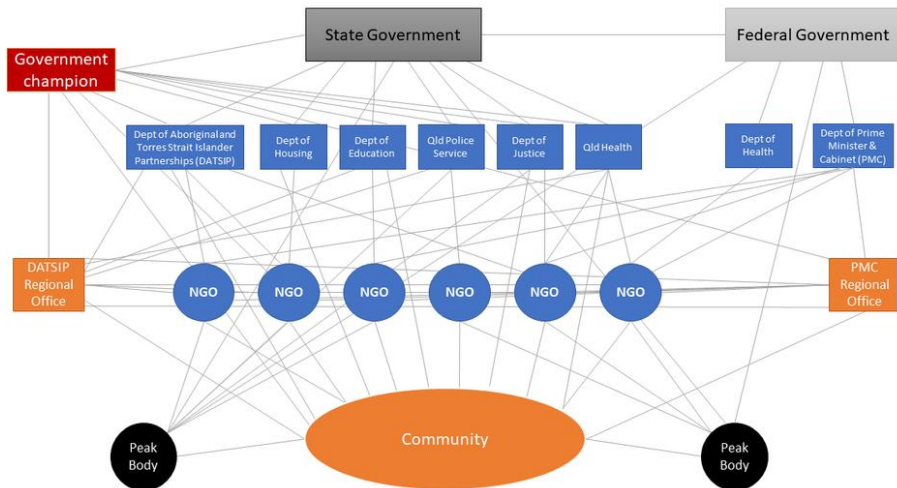 State Government
Federal Government
Government
champion
Dept of Aboriginal and
Torres Strait Islander
Partnerships (DATSIP)
Dept of
Housing
Dept of
Education
Qld Police
Service
Dept of
Justice
Qld Health
Dept of
Health
Dept of Prime
Minister &
Cabinet (PMC)
DATSIP
Regional
Office
NGO
NGO
NGO
NGO
NGO
NGO
PMC
Regional
Office
Peak
Body
Community
Peak
Body